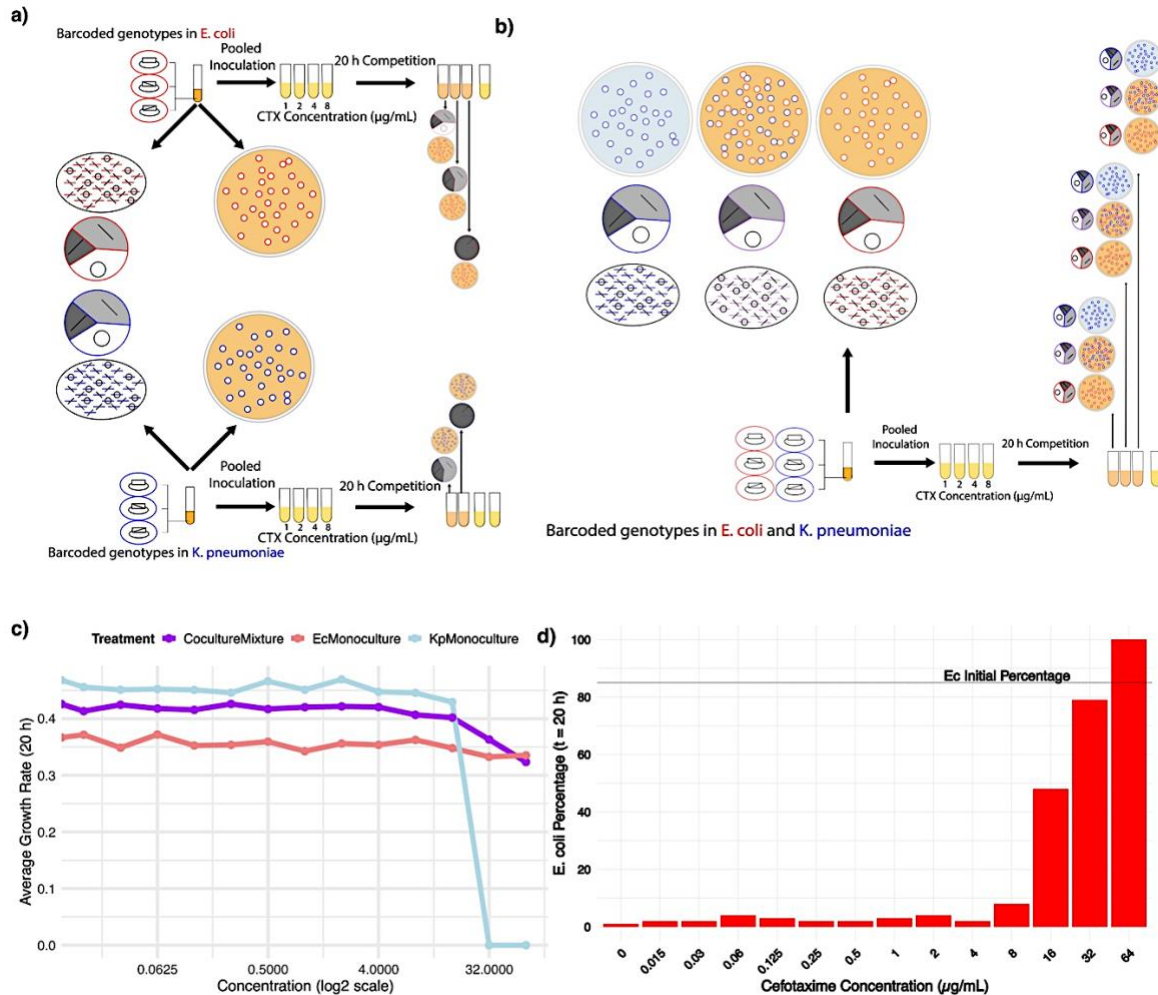 a)
Barcoded genotypes in E. coli
Pooled
Inoculation
20 h Competition
1 2 4 8
CTX Concentration (µg/mL)
Pooled
Inoculation
20 h Competition
1 2 4 8
CTX Concentration (µg/mL)
Barcoded genotypes in K. pneumoniae
b)
Pooled
Inoculation
20 h Competition
1 2 4 8
CTX Concentration (µg/mL)
Barcoded genotypes in E. coli and K. pneumoniae
c)
Treatment CocultureMixture EcMonoculture KpMonoculture
Average Growth Rate (20 h)
0.4
0.3
0.2
0.1
0.0
0.0625 0.5000 4.0000 32.0000
Concentration (log2 scale)
d)
E. coli Percentage (t = 20 h)
100
80
60
40
20
0
Ec Initial Percentage
0 0.015 0.03 0.06 0.125 0.25 0.5 1 2 4 8 16 32 64
Cefotaxime Concentration (µg/mL)